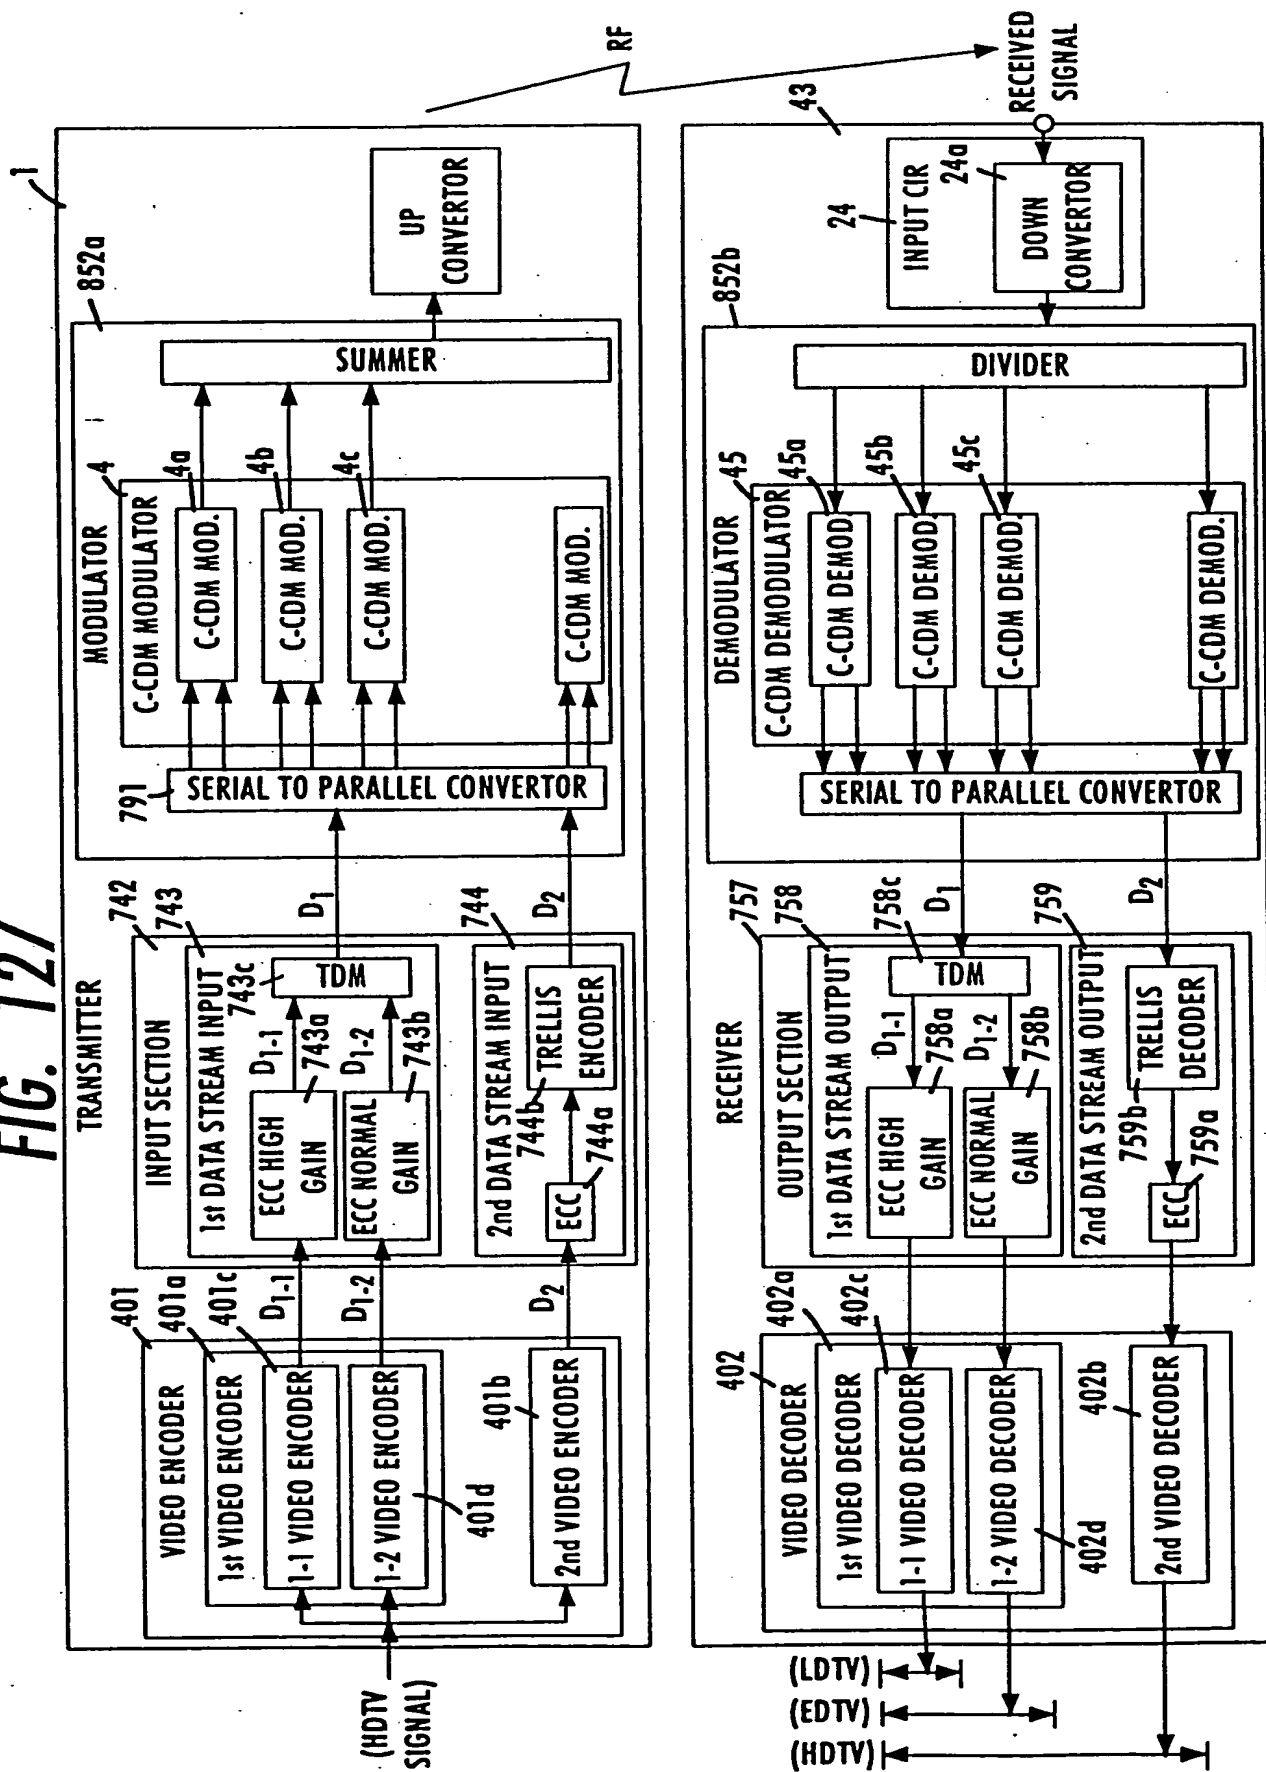 FIG. 127
TRANSMITTER
1
(HDTV
SIGNAL)
VIDEO ENCODER
401
1st VIDEO ENCODER
401a
1-1 VIDEO ENCODER
401c
1-2 VIDEO ENCODER
401d
2nd VIDEO ENCODER
401b
D1-1
D1-2
D2
INPUT SECTION
742
1st DATA STREAM INPUT
743
ECC HIGH
GAIN
743a
ECC NORMAL
GAIN
743b
D1-1
D1-2
TDM
743c
2nd DATA STREAM INPUT
744
ECC
744a
TRELLIS
ENCODER
744b
D1
D2
MODULATOR
852a
791
SERIAL TO PARALLEL CONVERTOR
C-CDM MODULATOR
4
C-CDM MOD.
4a
C-CDM MOD.
4b
C-CDM MOD.
4c
C-CDM MOD.
SUMMER
UP
CONVERTOR
RF
RECEIVED
SIGNAL
RECEIVER
43
INPUT CIR
24
DOWN
CONVERTOR
24a
DEMODULATOR
852b
DIVIDER
C-CDM DEMODULATOR
45
C-CDM DEMOD.
45a
C-CDM DEMOD.
45b
C-CDM DEMOD.
45c
C-CDM DEMOD.
SERIAL TO PARALLEL CONVERTOR
D1
D2
OUTPUT SECTION
757
1st DATA STREAM OUTPUT
758
TDM
758c
D1-1
D1-2
ECC HIGH
GAIN
758a
ECC NORMAL
GAIN
758b
2nd DATA STREAM OUTPUT
759
TRELLIS
DECODER
759b
ECC
759a
VIDEO DECODER
402
1st VIDEO DECODER
402a
1-1 VIDEO DECODER
402c
1-2 VIDEO DECODER
402d
2nd VIDEO DECODER
402b
(LDTV)
(EDTV)
(HDTV)